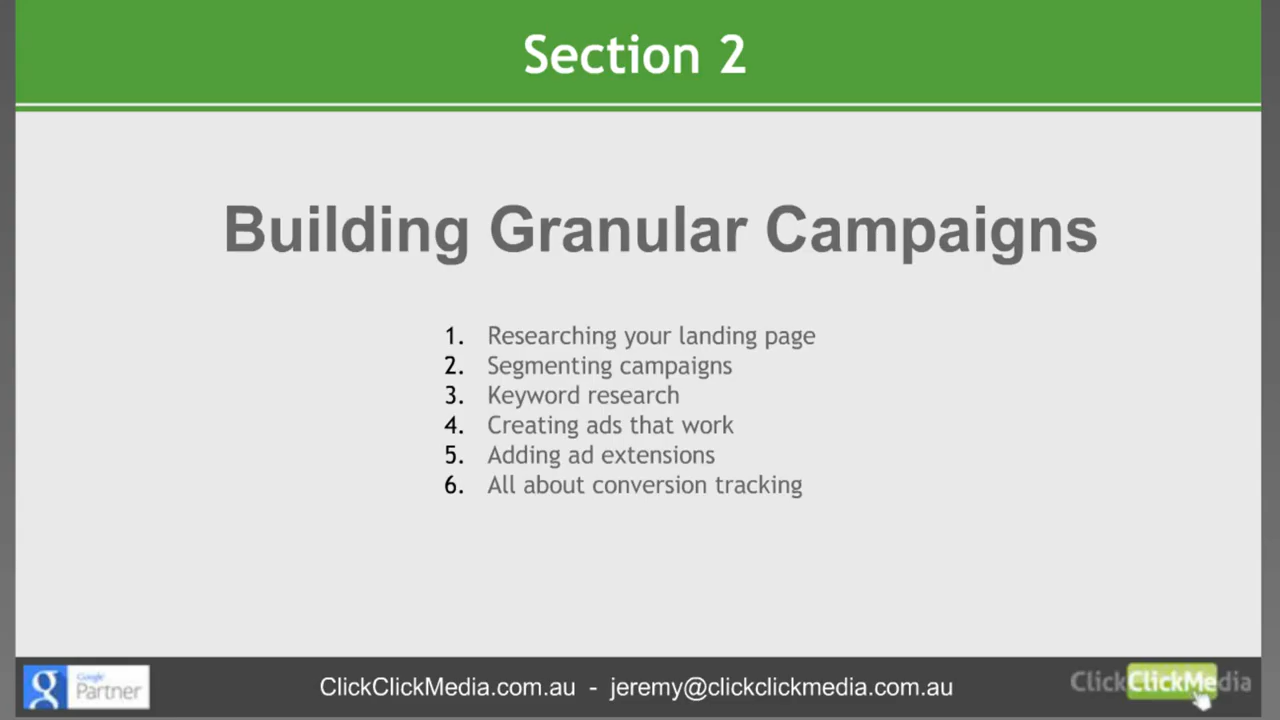 Section 2
Building Granular Campaigns
1. Researching your landing page
2. Segmenting campaigns
3. Keyword research
4. Creating ads that work
5. Adding ad extensions
6. All about conversion tracking
Google
Partner
ClickClickMedia.com.au - jeremy@clickclickmedia.com.au
ClickClickMedia